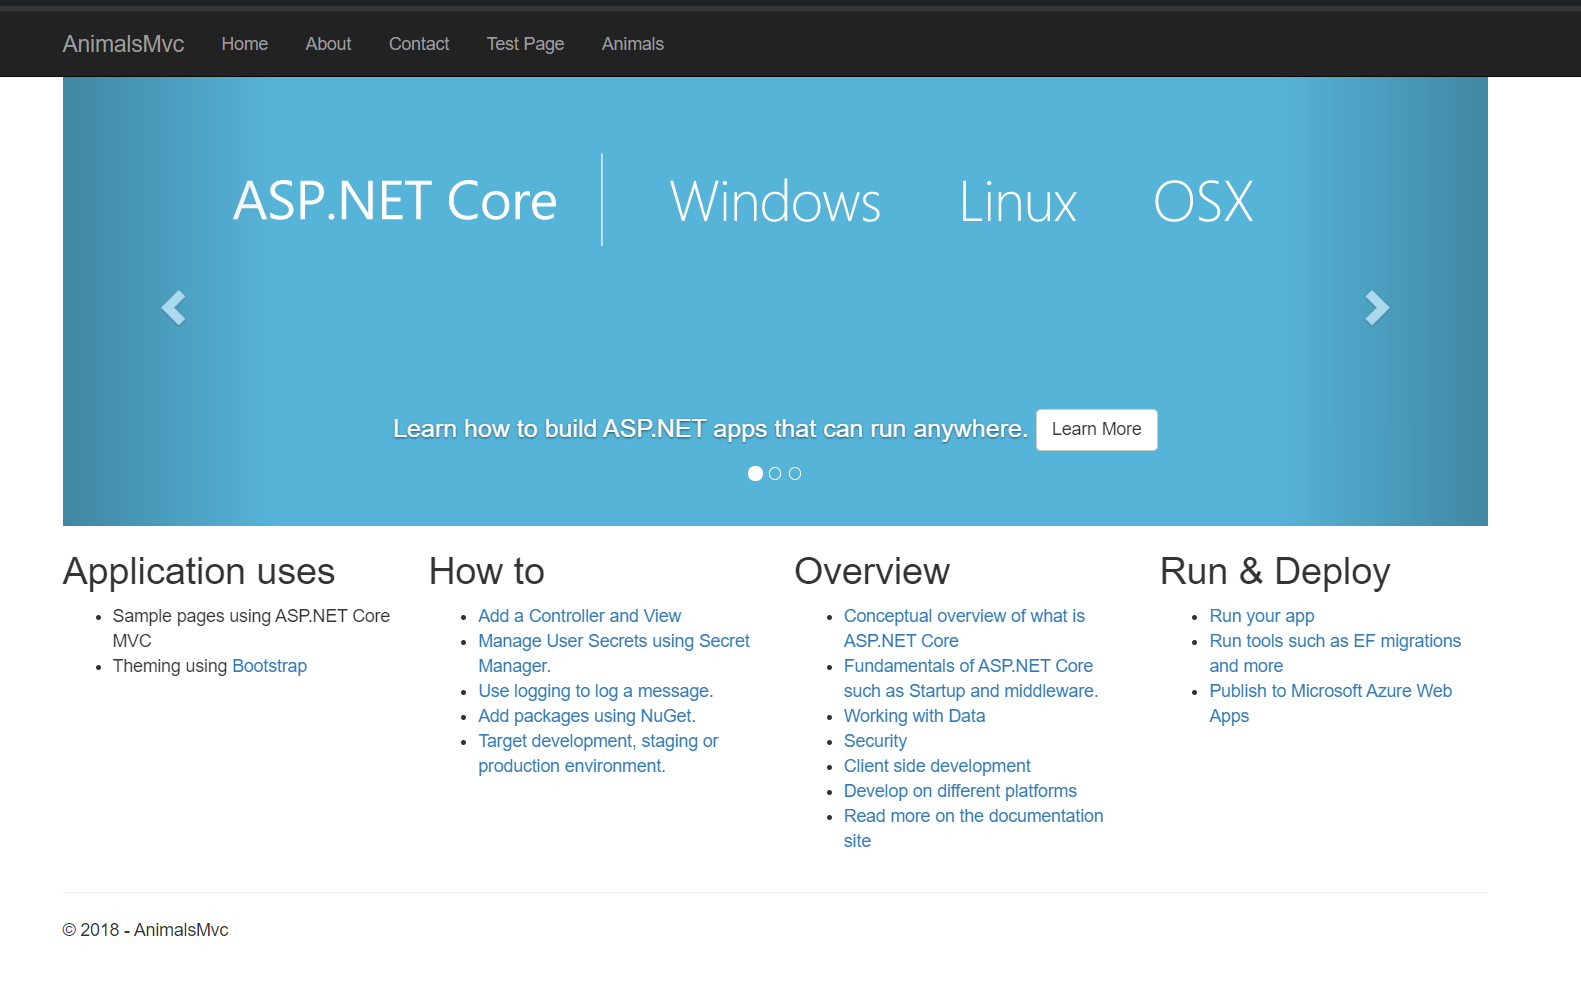 AnimalsMvc Home About Contact Test Page Animals
ASP.NET Core Windows Linux OSX
Learn how to build ASP.NET apps that can run anywhere. Learn More
Application uses
Sample pages using ASP.NET Core
MVC
Theming using Bootstrap
How to
Add a Controller and View
Manage User Secrets using Secret
Manager.
Use logging to log a message.
Add packages using NuGet.
Target development, staging or
production environment.
Overview
Conceptual overview of what is
ASP.NET Core
Fundamentals of ASP.NET Core
such as Startup and middleware.
Working with Data
Security
Client side development
Develop on different platforms
Read more on the documentation
site
Run & Deploy
Run your app
Run tools such as EF migrations
and more
Publish to Microsoft Azure Web
Apps
© 2018 - AnimalsMvc